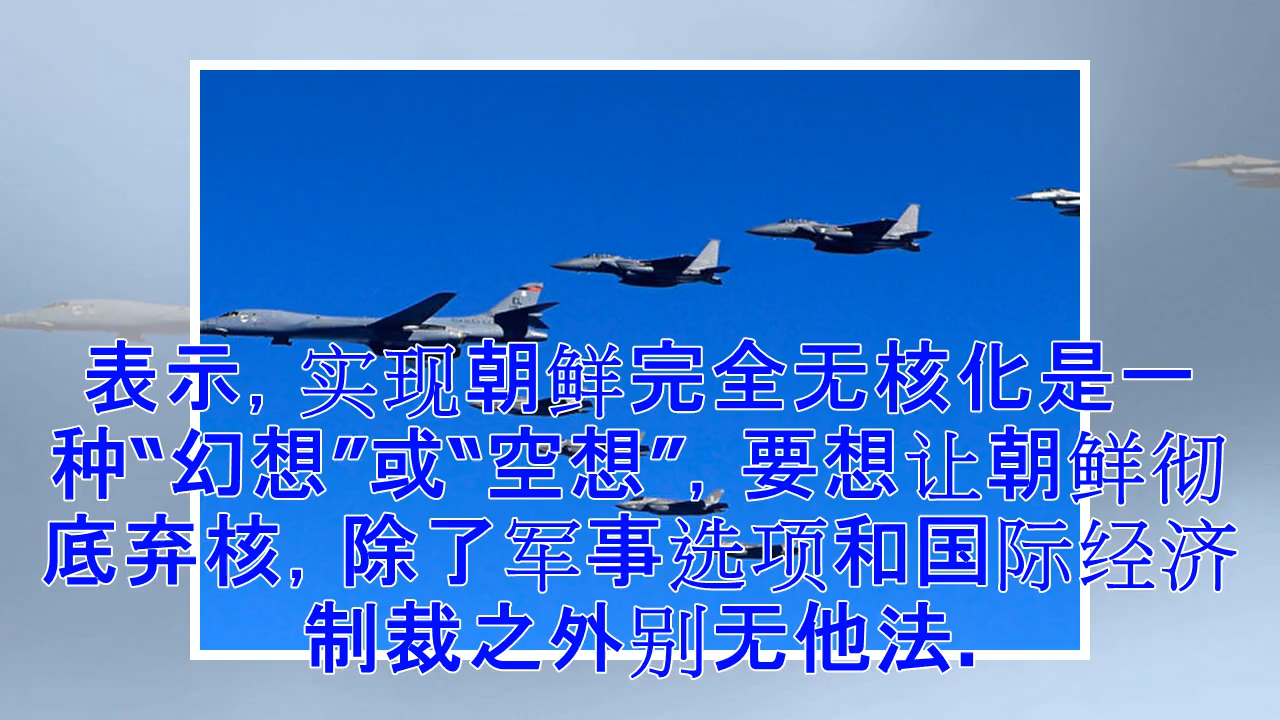 表示, 实现朝鲜完全无核化是一
种“幻想”或“空想”, 要想让朝鲜彻
底弃核, 除了军事选项和国际经济
制裁之外别无他法.